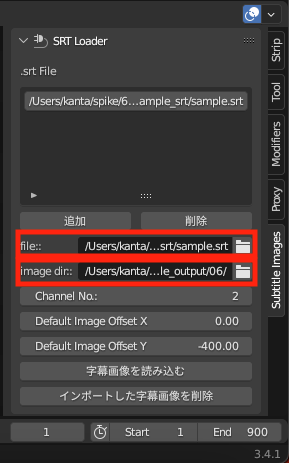 SRT Loader
.srt File
/Users/kanta/spike/6...ample_srt/sample.srt
追加
削除
file::
/Users/kanta/...srt/sample.srt
image dir::
/Users/kanta/...le_output/06/
Channel No.:
2
Default Image Offset X
0.00
Default Image Offset Y
-400.00
字幕画像を読み込む
インポートした字幕画像を削除
Strip
Tool
Modifiers
Proxy
Subtitle Images
1
Start
1
End
900
3.4.1